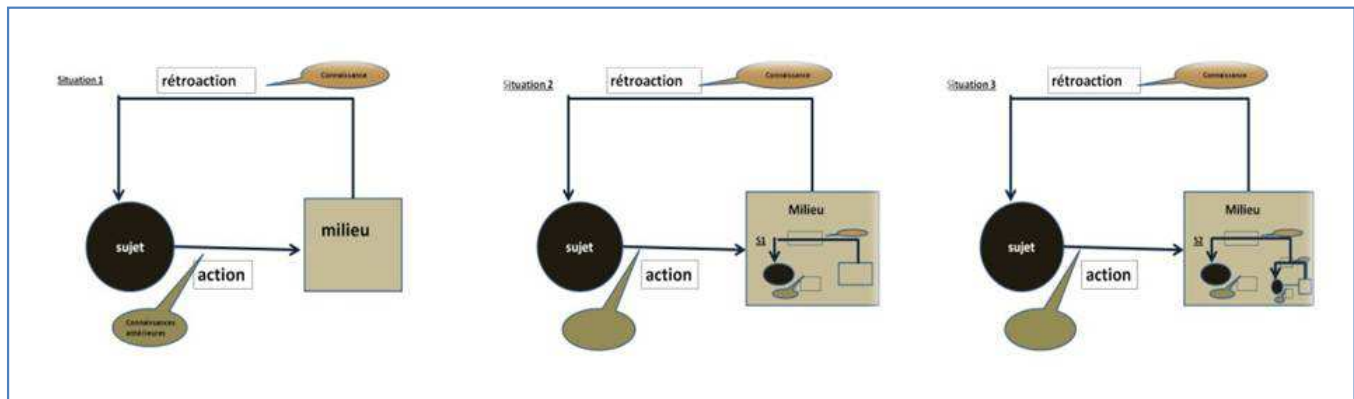 Situation 1
rétroaction
Connaissance
sujet
milieu
action
Connaissances
antérieures
Situation 2
rétroaction
Connaissance
Milieu
S1
sujet
action
Situation 3
rétroaction
Connaissance
Milieu
S2
sujet
action